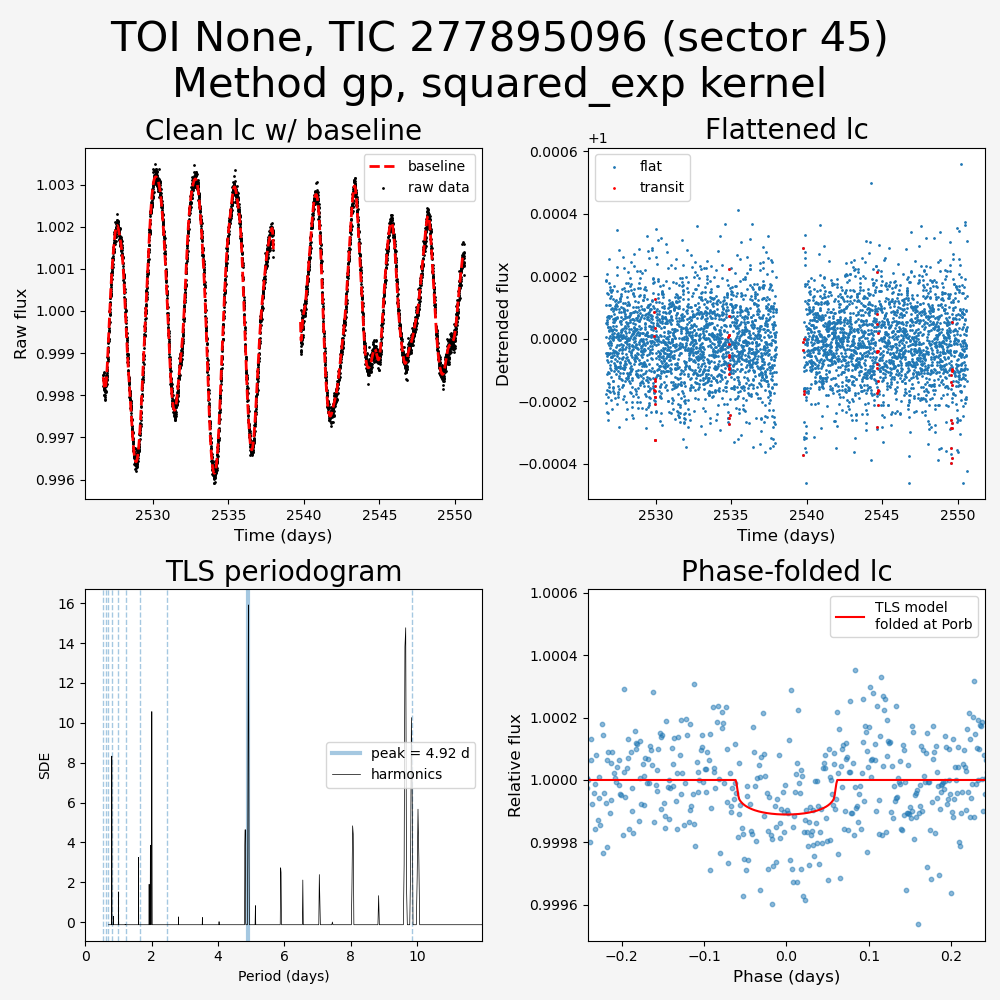 TOI None, TIC 277895096 (sector 45)
Method gp, squared_exp kernel
Clean lc w/ baseline
baseline
raw data
1.003
1.002
1.001
1.000
0.999
0.998
0.997
0.996
Raw flux
2530
2535
2540
2545
2550
Time (days)
Flattened lc
+1
flat
transit
0.0006
0.0004
0.0002
0.0000
−0.0002
−0.0004
Detrended flux
2530
2535
2540
2545
2550
Time (days)
TLS periodogram
peak = 4.92 d
harmonics
16
14
12
10
8
6
4
2
0
SDE
0
2
4
6
8
10
Period (days)
Phase-folded lc
TLS model
folded at Porb
1.0006
1.0004
1.0002
1.0000
0.9998
0.9996
Relative flux
−0.2
−0.1
0.0
0.1
0.2
Phase (days)